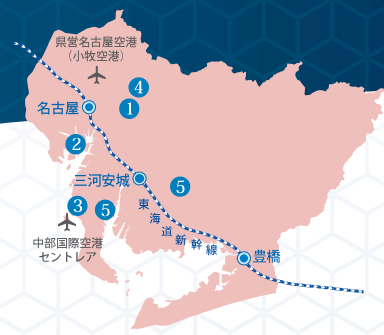 県営名古屋空港
（小牧空港）
4
名古屋
1
2
三河安城
5
東海道新幹線
3
5
中部国際空港
セントレア
豊橋